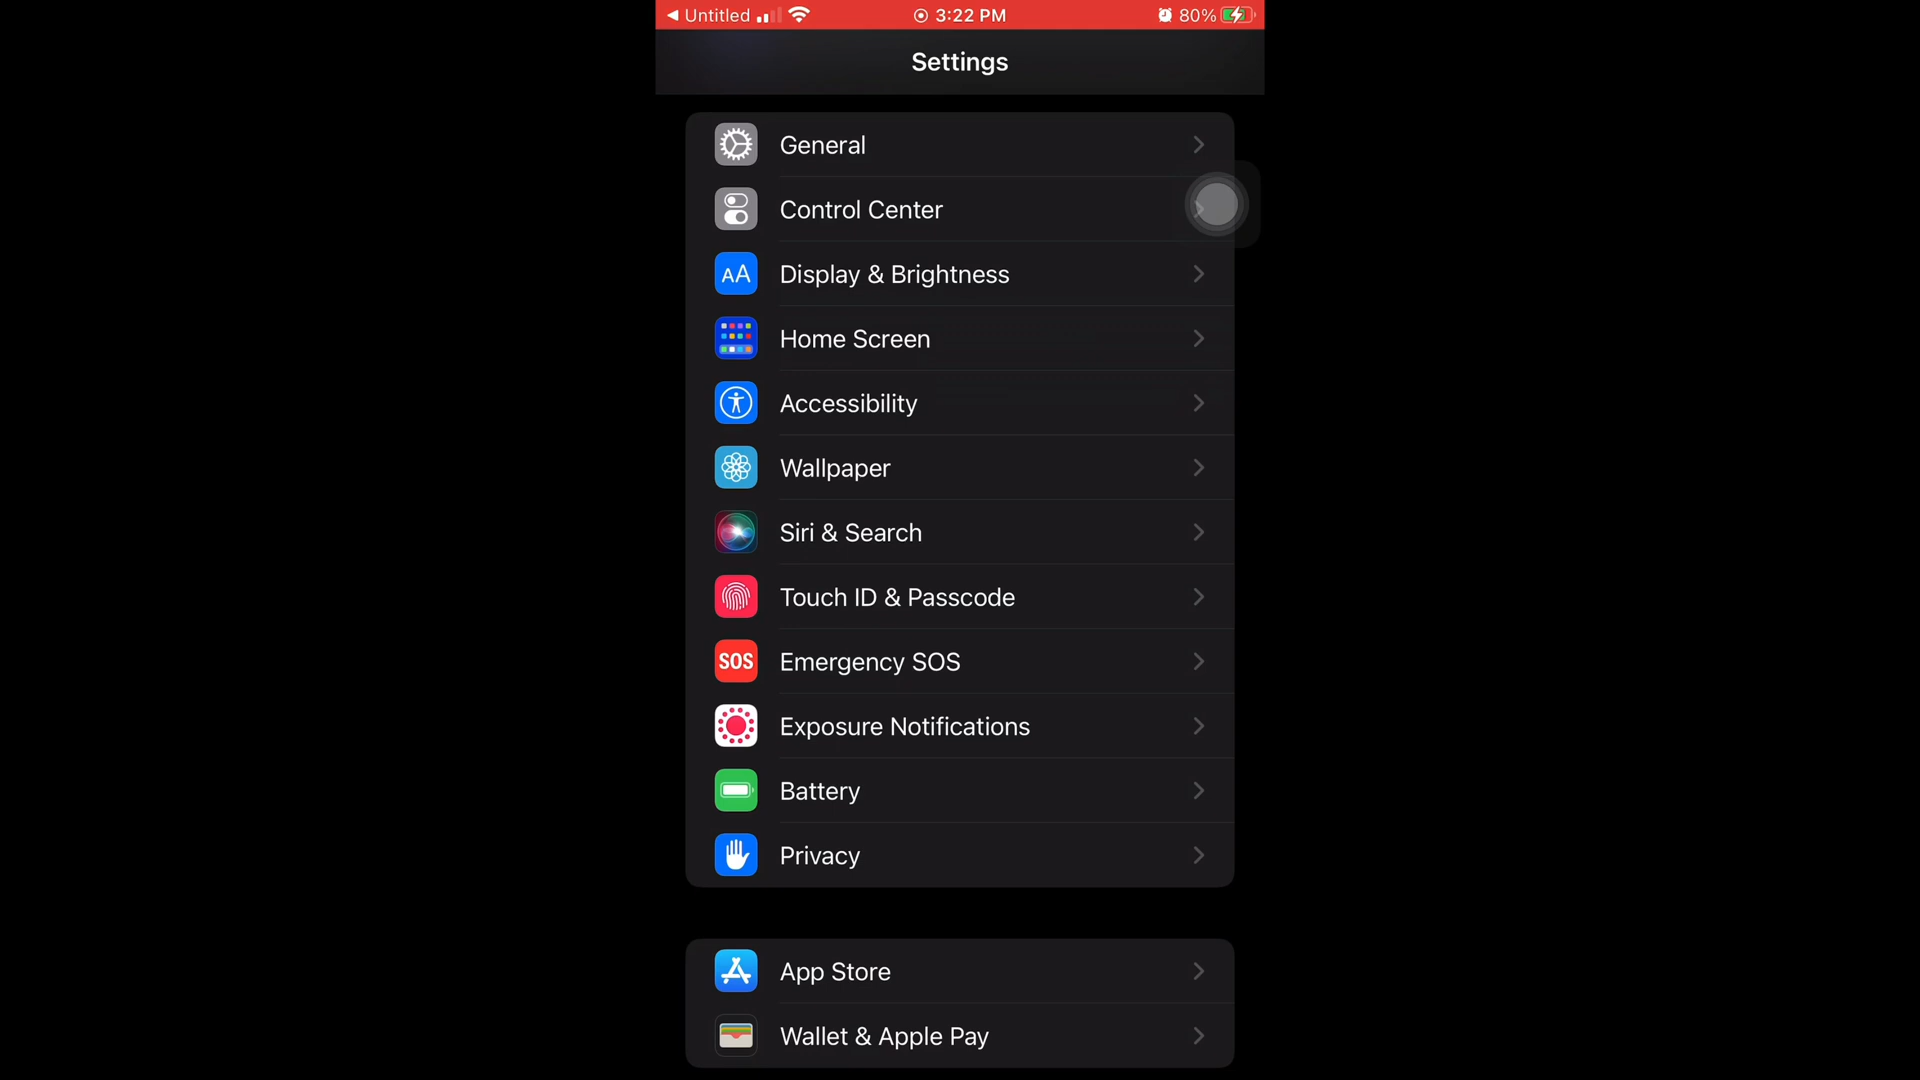 Untitled 3:22 PM 80%
Settings
General
Control Center
AA Display & Brightness
Home Screen
Accessibility
Wallpaper
Siri & Search
Touch ID & Passcode
SOS Emergency SOS
Exposure Notifications
Battery
Privacy
App Store
Wallet & Apple Pay